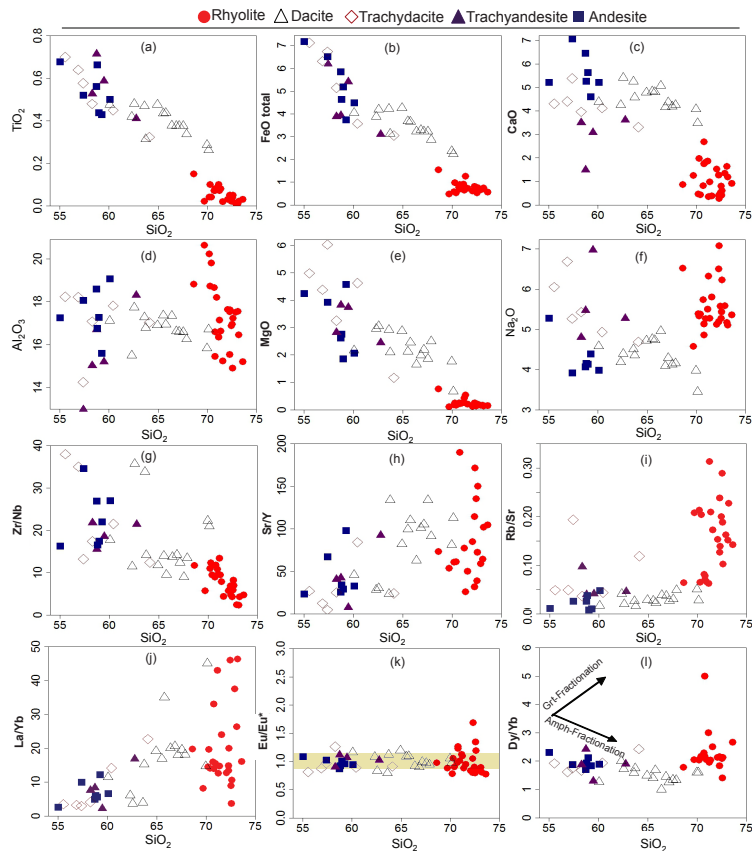 Rhyolite Dacite Trachydacite Trachyandesite Andesite
(a) (b) (c)
TiO2 FeO total CaO
0.8 0.6 0.4 0.2 0.0
7 6 5 4 3 2 1 0
7 6 5 4 3 2 1 0
55 60 65 70 75 55 60 65 70 75 55 60 65 70 75
SiO2 SiO2 SiO2
(d) (e) (f)
Al2O3 MgO Na2O
20 18 16 14
6 5 4 3 2 1 0
7 6 5 4 3
55 60 65 70 75 55 60 65 70 75 55 60 65 70 75
SiO2 SiO2 SiO2
(g) (h) (i)
Zr/Nb Sr/Y Rb/Sr
40 30 20 10 0
200 150 100 50 0
0.30 0.20 0.10 0.00
55 60 65 70 75 55 60 65 70 75 55 60 65 70 75
SiO2 SiO2 SiO2
(j) (k) (l)
La/Yb Eu/Eu* Dy/Yb
50 40 30 20 10 0
3.0 2.5 2.0 1.5 1.0 0.5 0.0
6 5 4 3 2 1 0
Grt-Fractionation
Amph-Fractionation
55 60 65 70 75 55 60 65 70 75 55 60 65 70 75
SiO2 SiO2 SiO2